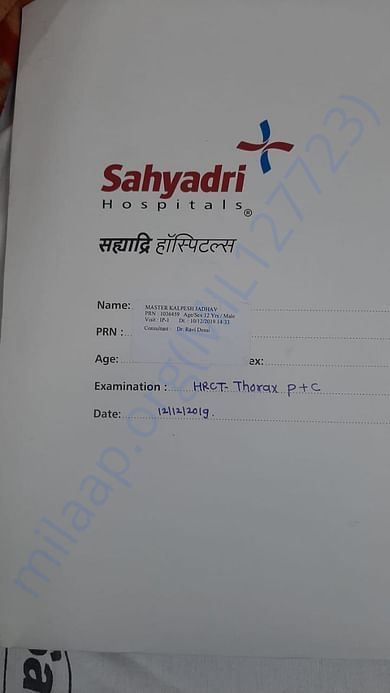 Sahyadri
Hospitals®
सह्याद्रि हॉस्पिटल्स
Name:
MASTER KALPESH JADHAV
PRN : 1036459 Age/Sex 12 Yrs / Male
Visit : IP-1 Dt : 10/12/2019 14:33
Consultant : Dr. Ravi Desai
PRN :
Age: ex:
Examination : HRCT- Thorax P+C
Date: 12/12/2019.
milaap.org(MIL127723)